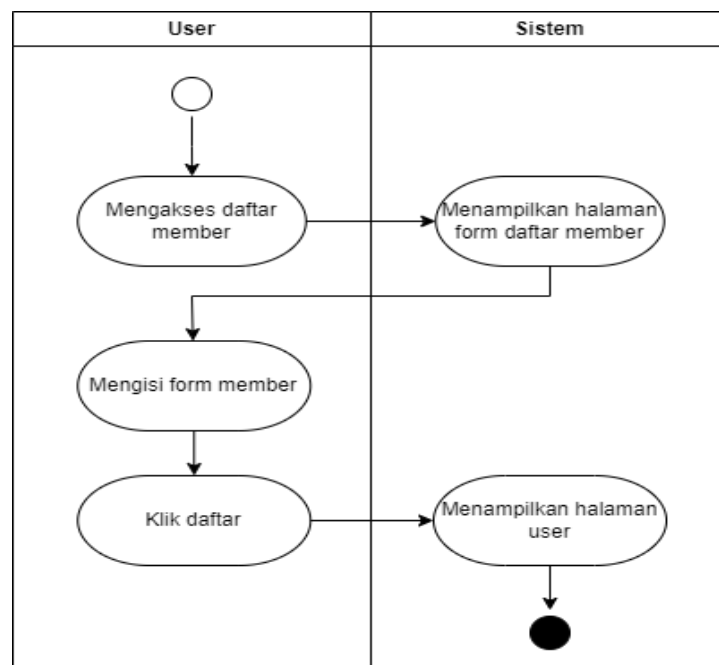 User
Sistem
Mengakses daftar
member
Menampilkan halaman
form daftar member
Mengisi form member
Klik daftar
Menampilkan halaman
user